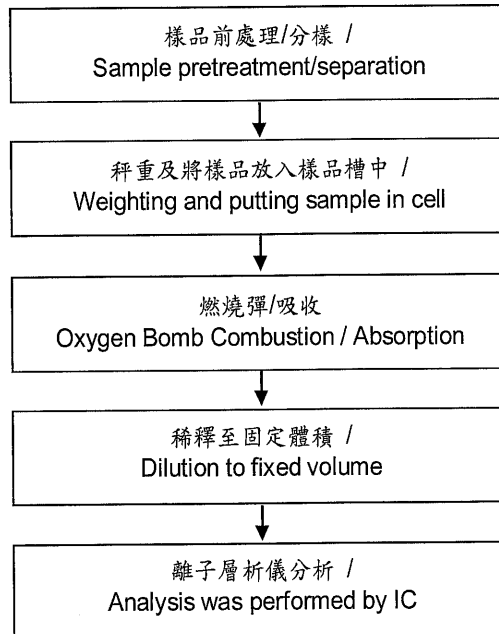 樣品前處理/分樣 /
Sample pretreatment/separation
秤重及將樣品放入樣品槽中 /
Weighting and putting sample in cell
燃燒彈/吸收
Oxygen Bomb Combustion / Absorption
稀釋至固定體積 /
Dilution to fixed volume
離子層析儀分析 /
Analysis was performed by IC